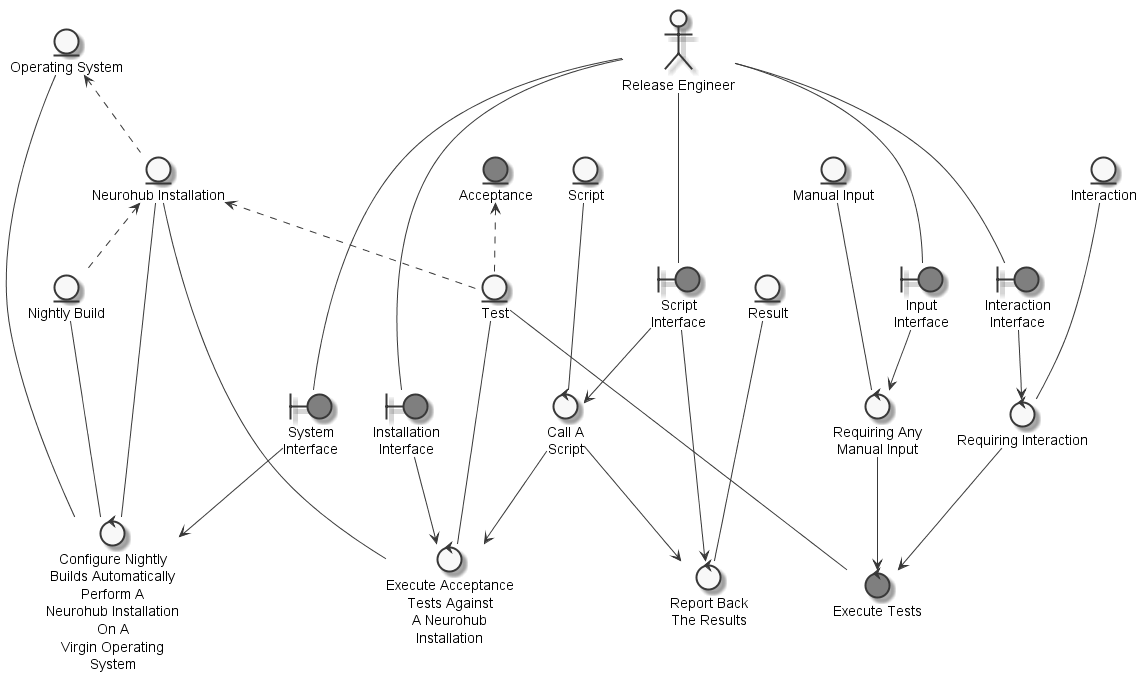 Operating System
Release Engineer
Neurohub Installation
Acceptance
Script
Manual Input
Interaction
Nightly Build
Test
Script
Interface
Result
Input
Interface
Interaction
Interface
System
Interface
Installation
Interface
Call A
Script
Requiring Any
Manual Input
Requiring Interaction
Configure Nightly
Builds Automatically
Perform A
Neurohub Installation
On A
Virgin Operating
System
Execute Acceptance
Tests Against
A Neurohub
Installation
Report Back
The Results
Execute Tests